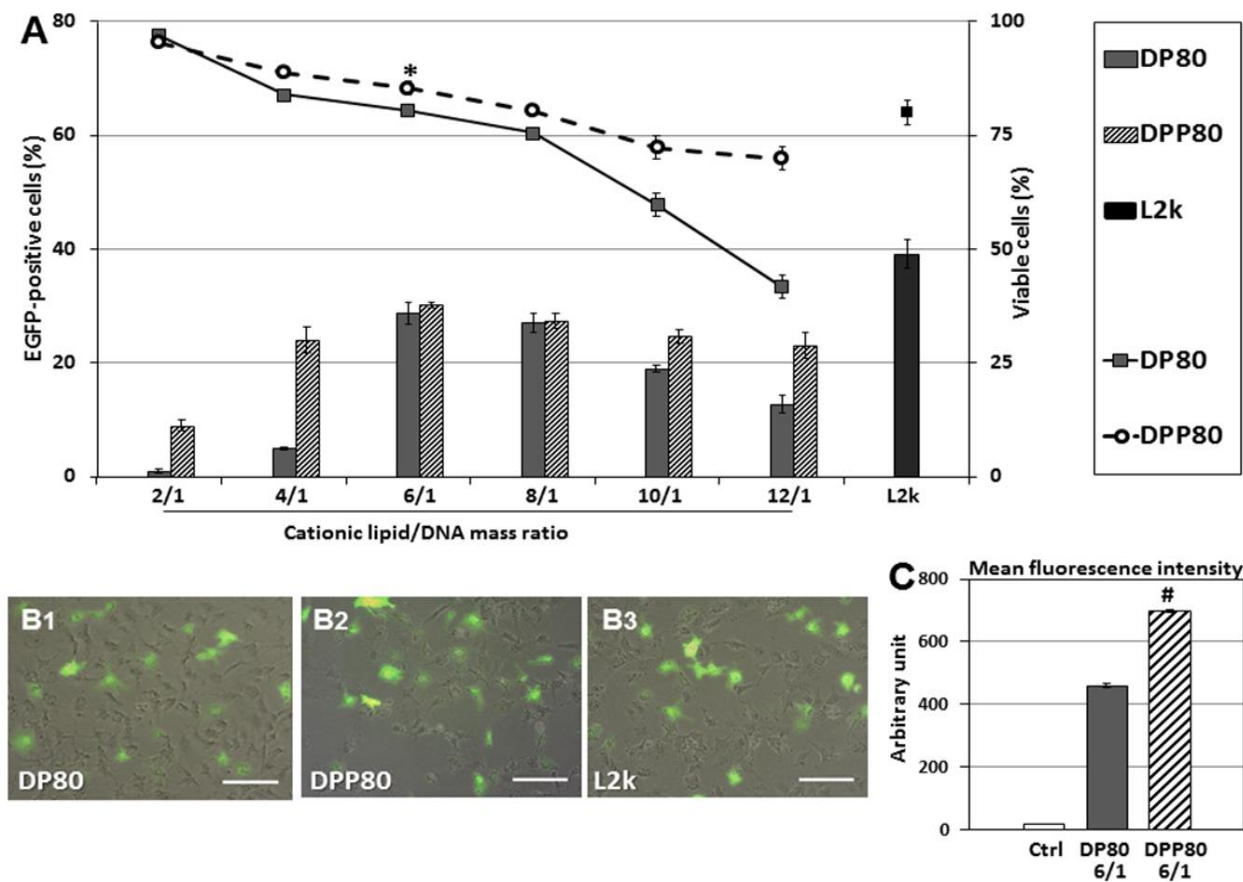 A
80
60
40
20
0
EGFP-positive cells (%)
*
100
75
50
25
0
Viable cells (%)
2/1 4/1 6/1 8/1 10/1 12/1 L2k
Cationic lipid/DNA mass ratio
DP80
DPP80
L2k
DP80
DPP80
B1
DP80
B2
DPP80
B3
L2k
C
Mean fluorescence intensity
800
600
400
200
0
Arbitrary unit
#
Ctrl DP80 DPP80
6/1 6/1